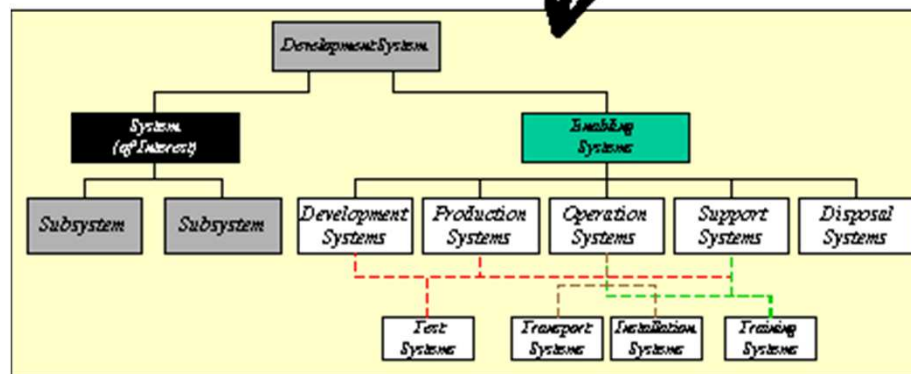 Development System
System
(of Interest)
Enabling
Systems
Subsystem
Subsystem
Development
Systems
Production
Systems
Operation
Systems
Support
Systems
Disposal
Systems
Test
Systems
Transport
Systems
Installation
Systems
Training
Systems